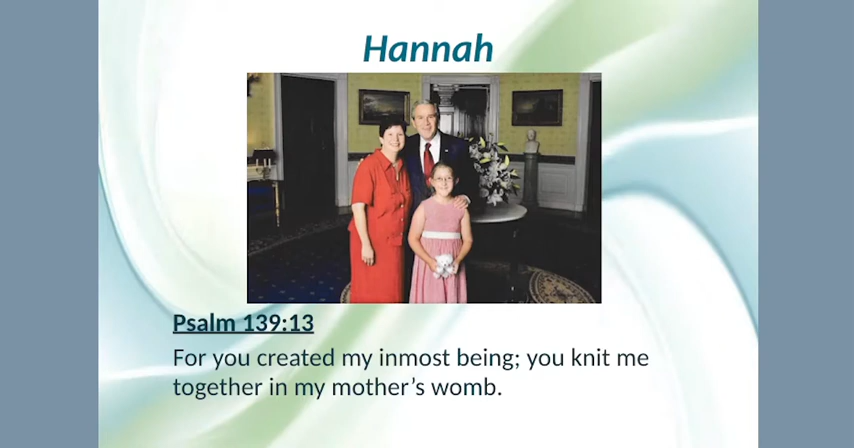 Hannah
Psalm 139:13
For you created my inmost being; you knit me
together in my mother’s womb.